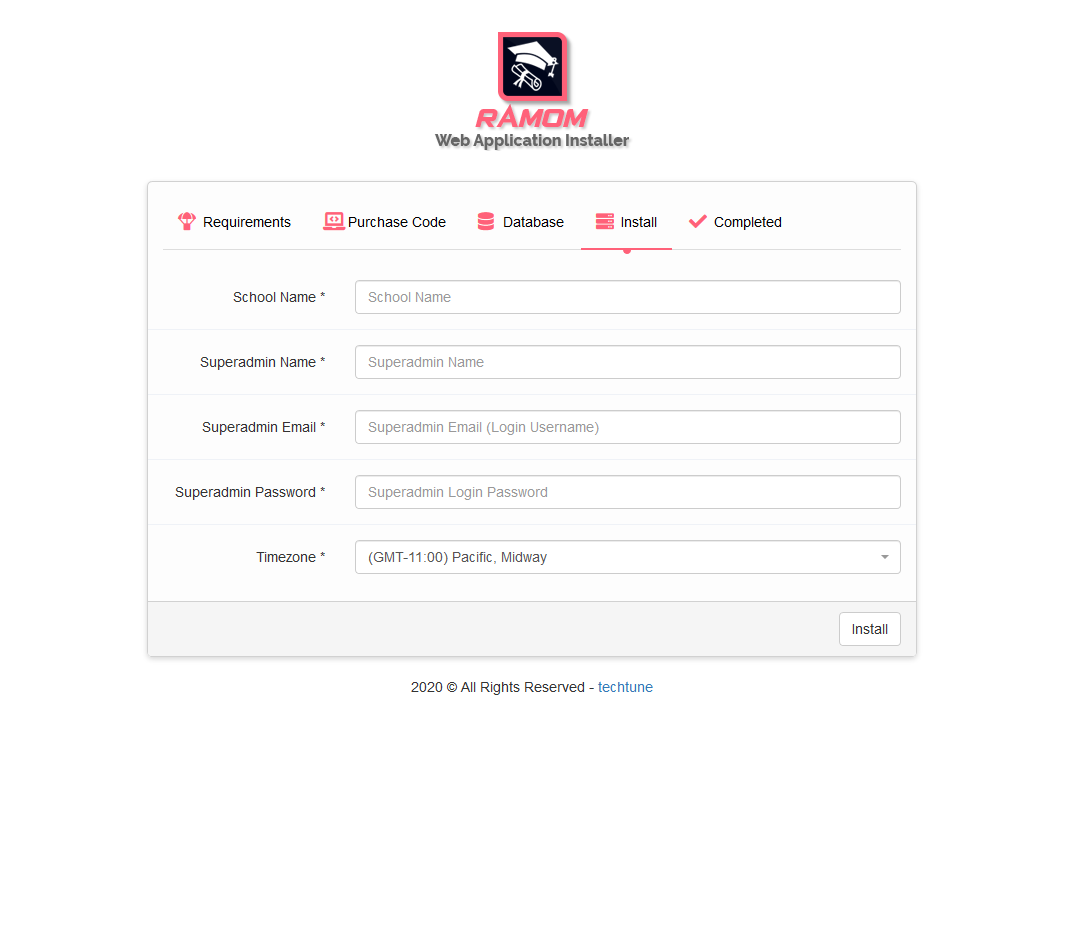 RAMOM
Web Application Installer
Requirements Purchase Code Database Install Completed
School Name * School Name
Superadmin Name * Superadmin Name
Superadmin Email * Superadmin Email (Login Username)
Superadmin Password * Superadmin Login Password
Timezone * (GMT-11:00) Pacific, Midway
Install
2020 © All Rights Reserved - techtune